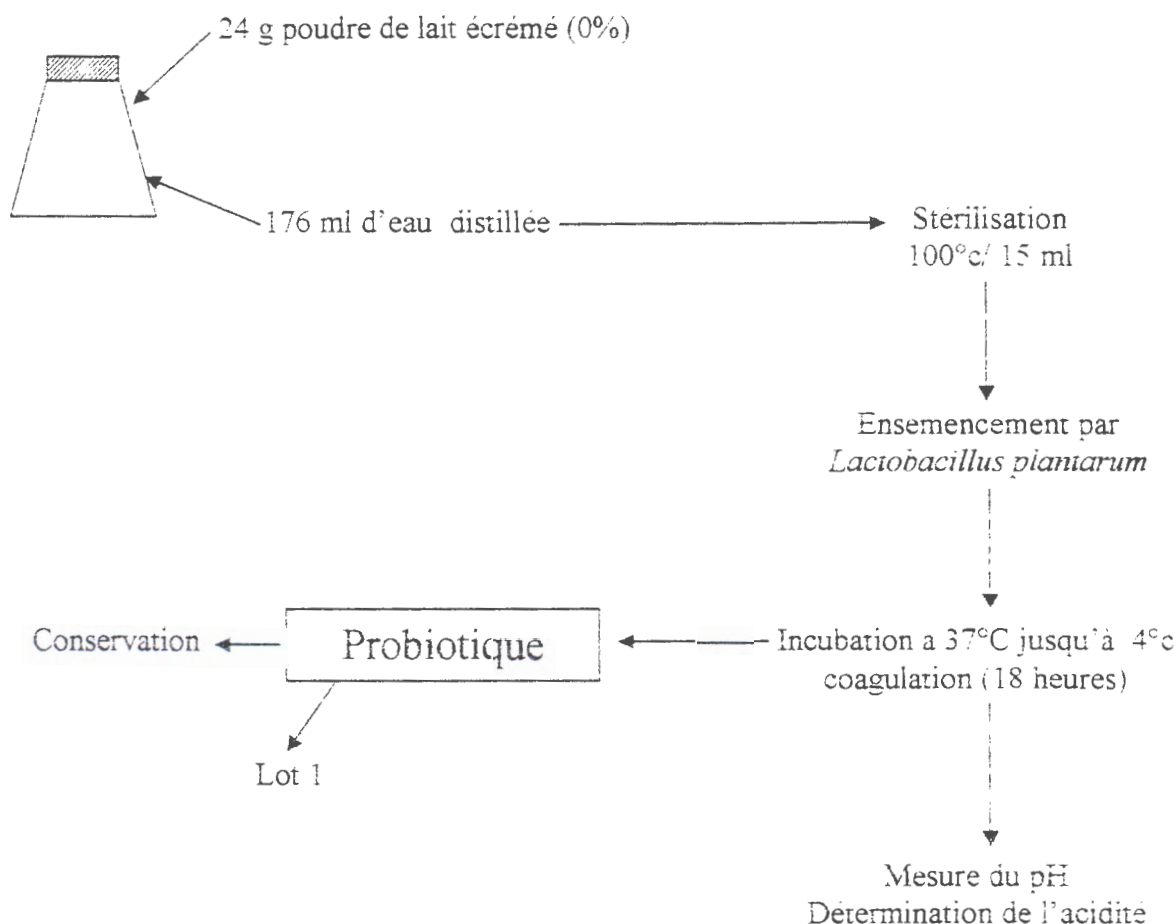 24 g poudre de lait écrémé (0%)
176 ml d'eau distillée
Stérilisation
100°c/ 15 ml
Ensemencement par
Lactobacillus plantarum
Incubation a 37°C jusqu'à 4°c
coagulation (18 heures)
Probiotique
Conservation
Lot 1
Mesure du pH
Détermination de l'acidité